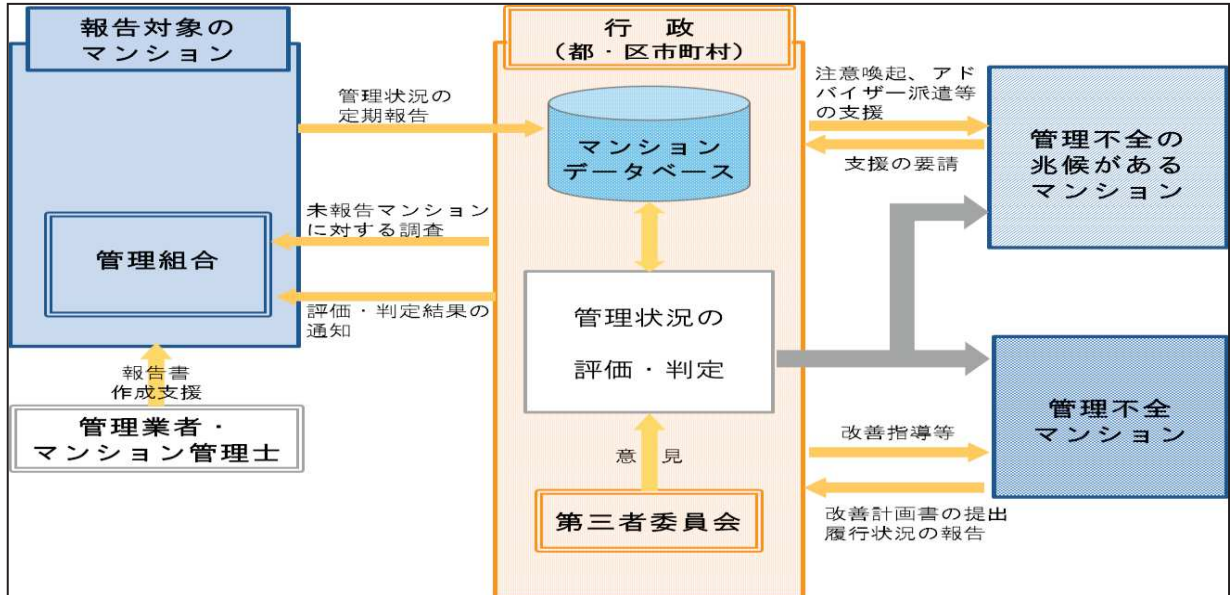 報告対象の
マンション
管理組合
報告書
作成支援
管理業者・
マンション管理士
管理状況の
定期報告
未報告マンション
に対する調査
評価・判定結果の
通知
行 政
（都・区市町村）
マンション
データベース
管理状況の
評価・判定
意 見
第三者委員会
注意喚起、アド
バイザー派遣等
の支援
支援の要請
改善指導等
改善計画書の提出
履行状況の報告
管理不全の
兆候がある
マンション
管理不全
マンション